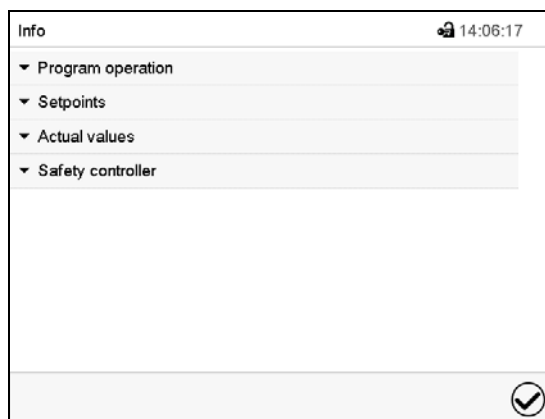 Info 14:06:17
Program operation
Setpoints
Actual values
Safety controller